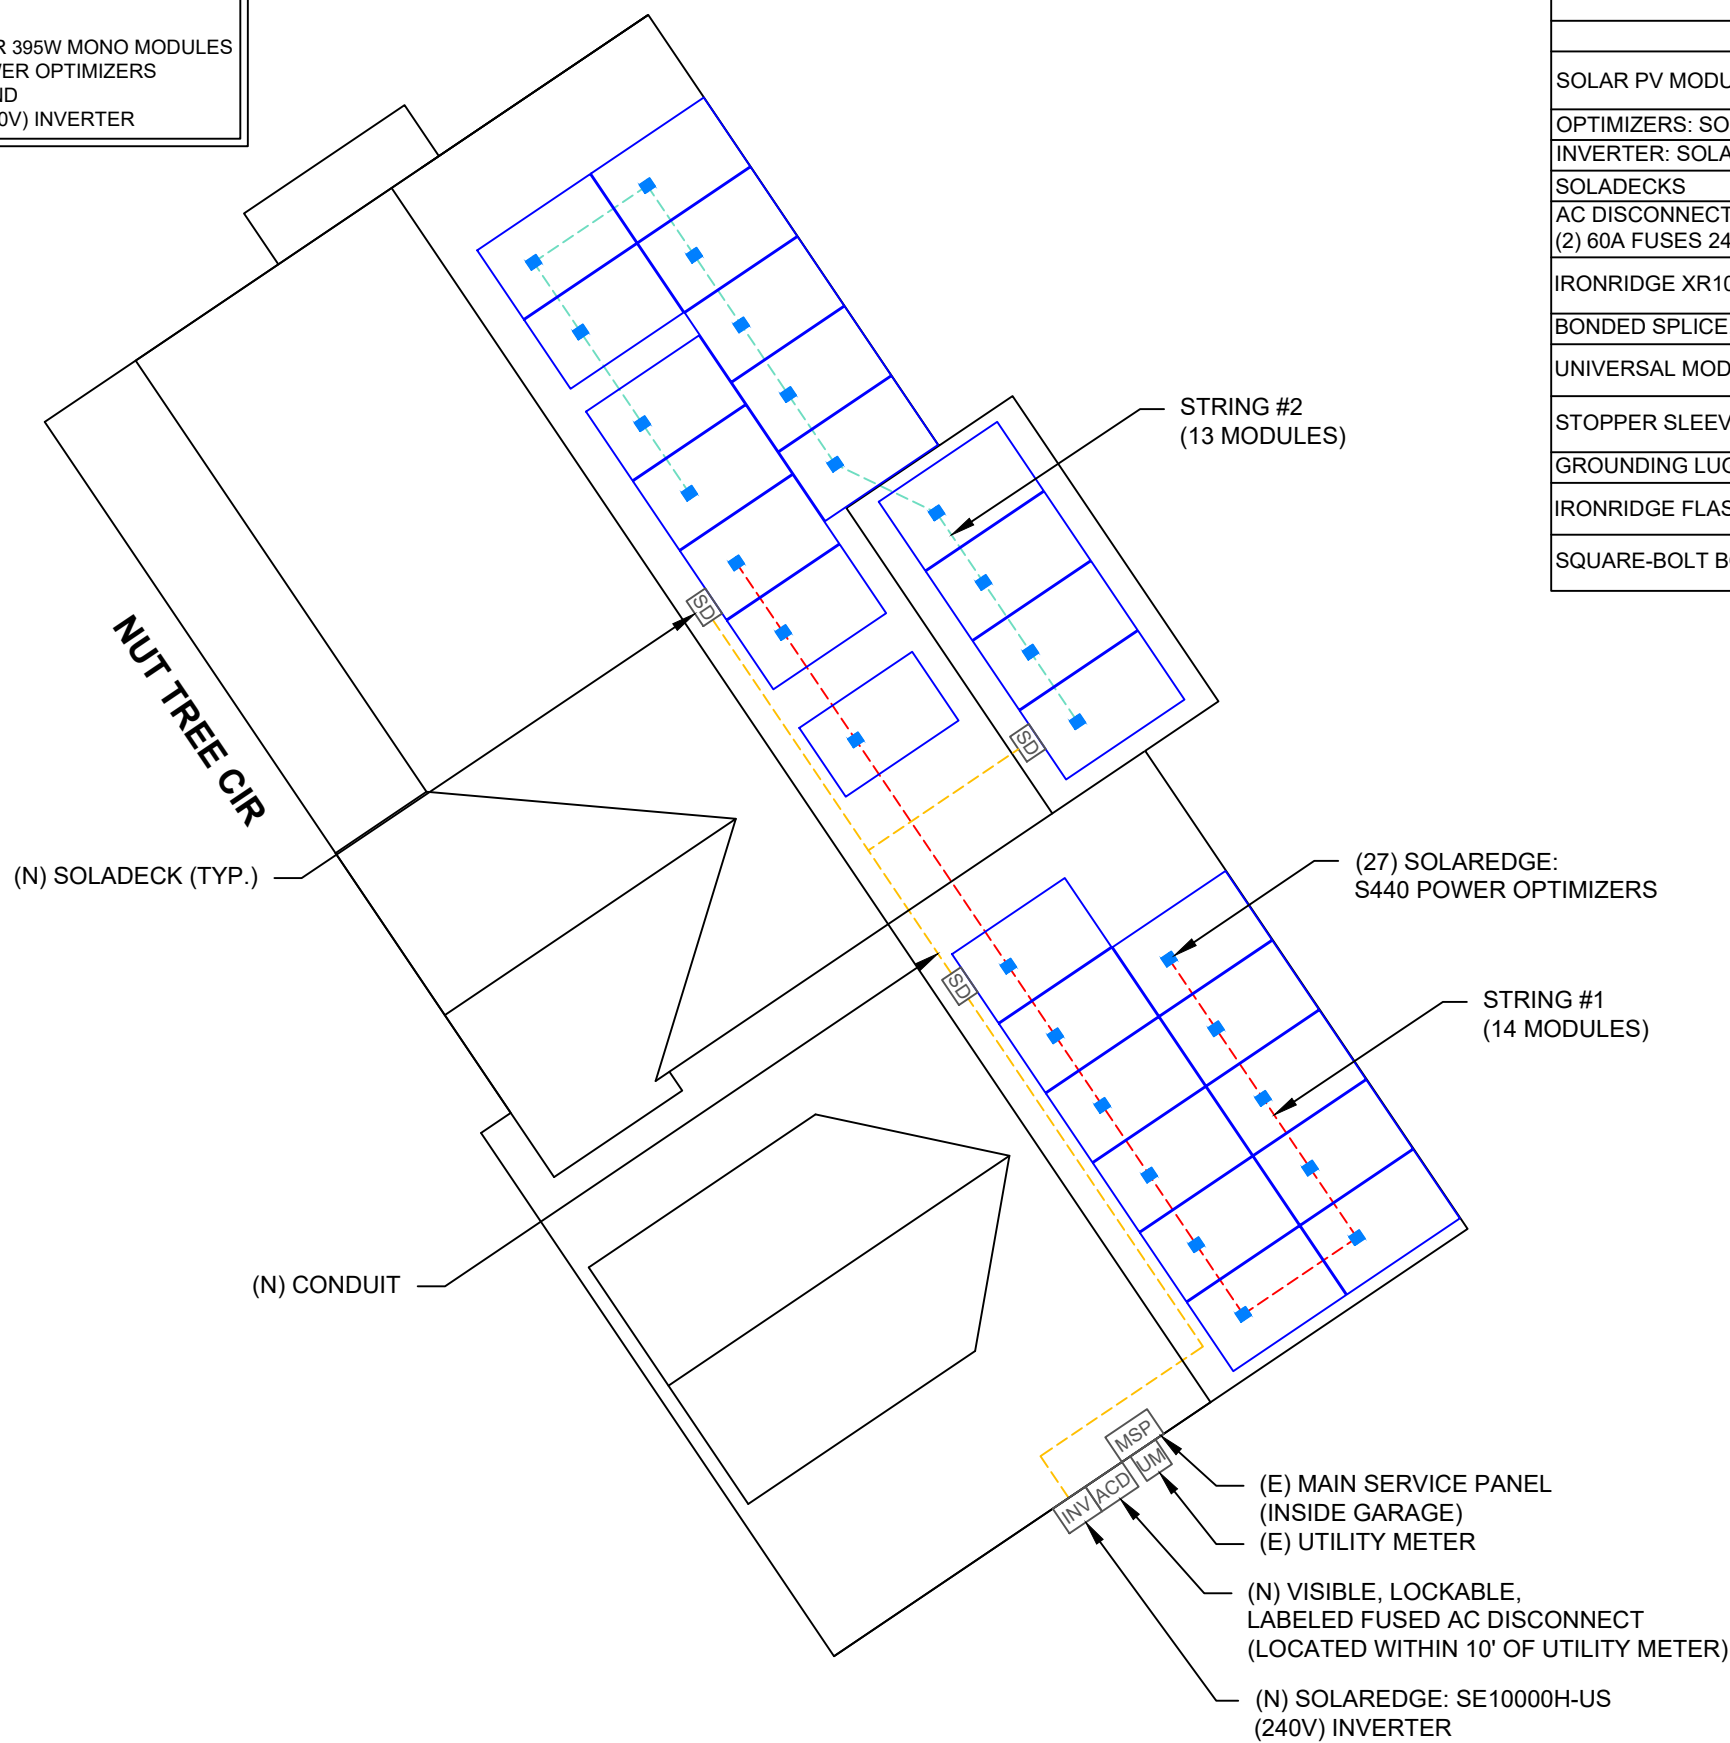 R 395W MONO MODULES
ER OPTIMIZERS
ND
0V) INVERTER
SOLAR PV MODU
OPTIMIZERS: SO
INVERTER: SOLA
SOLADECKS
AC DISCONNECT
(2) 60A FUSES 24
IRONRIDGE XR10
BONDED SPLICE
UNIVERSAL MOD
STOPPER SLEEV
GROUNDING LUG
IRONRIDGE FLAS
SQUARE-BOLT B
STRING #2
(13 MODULES)
SD
SD
NUT TREE CIR
(N) SOLADECK (TYP.)
(27) SOLAREDGE:
S440 POWER OPTIMIZERS
SD
STRING #1
(14 MODULES)
(N) CONDUIT
MSP
UM
ACD
INV
(E) MAIN SERVICE PANEL
(INSIDE GARAGE)
(E) UTILITY METER
(N) VISIBLE, LOCKABLE,
LABELED FUSED AC DISCONNECT
(LOCATED WITHIN 10' OF UTILITY METER)
(N) SOLAREDGE: SE10000H-US
(240V) INVERTER